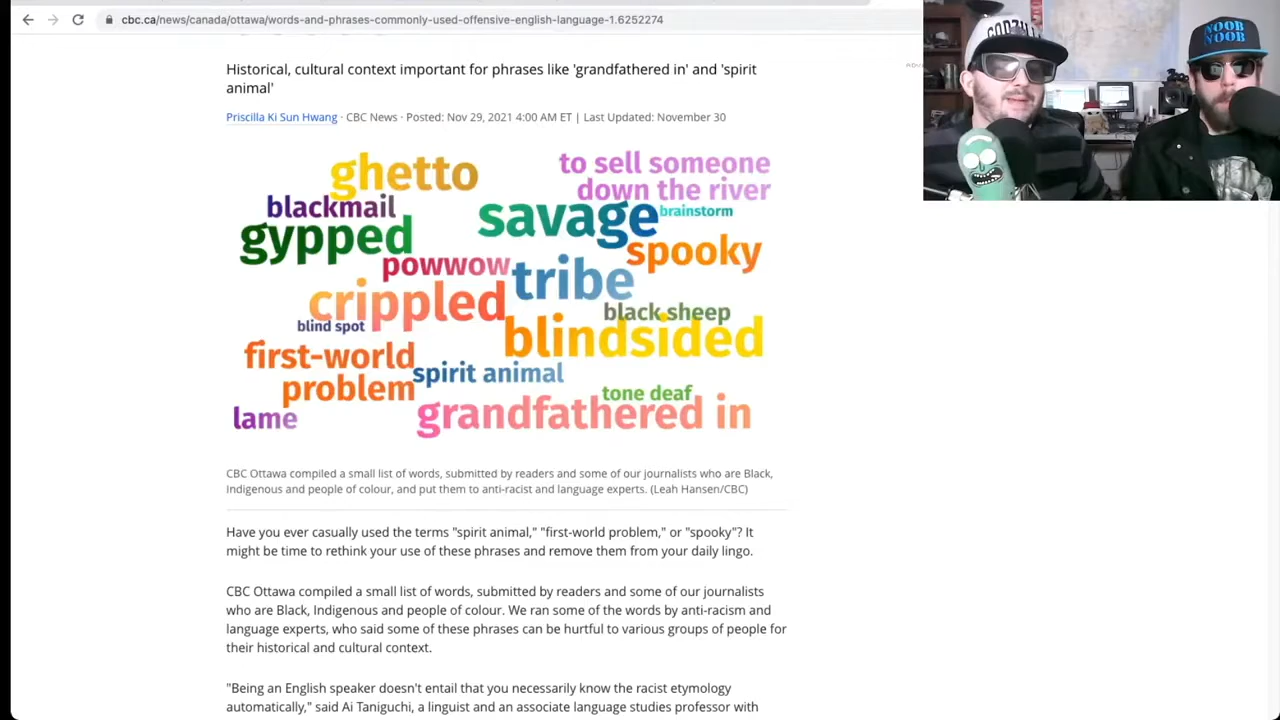 cbc.ca/news/canada/ottawa/words-and-phrases-commonly-used-offensive-english-language-1.6252274
Historical, cultural context important for phrases like 'grandfathered in' and 'spirit
animal'
Priscilla Ki Sun Hwang · CBC News · Posted: Nov 29, 2021 4:00 AM ET | Last Updated: November 30
ghetto
to sell someone
down the river
blackmail
savage
brainstorm
gypped
spooky
powwow
tribe
crippled
black sheep
blind spot
blindsided
first-world
problem
spirit animal
tone deaf
lame
grandfathered in
CBC Ottawa compiled a small list of words, submitted by readers and some of our journalists who are Black,
Indigenous and people of colour, and put them to anti-racist and language experts. (Leah Hansen/CBC)
Have you ever casually used the terms "spirit animal," "first-world problem," or "spooky"? It
might be time to rethink your use of these phrases and remove them from your daily lingo.
CBC Ottawa compiled a small list of words, submitted by readers and some of our journalists
who are Black, Indigenous and people of colour. We ran some of the words by anti-racism and
language experts, who said some of these phrases can be hurtful to various groups of people for
their historical and cultural context.
"Being an English speaker doesn't entail that you necessarily know the racist etymology
automatically," said Ai Taniguchi, a linguist and an associate language studies professor with
NOOB
NOOB